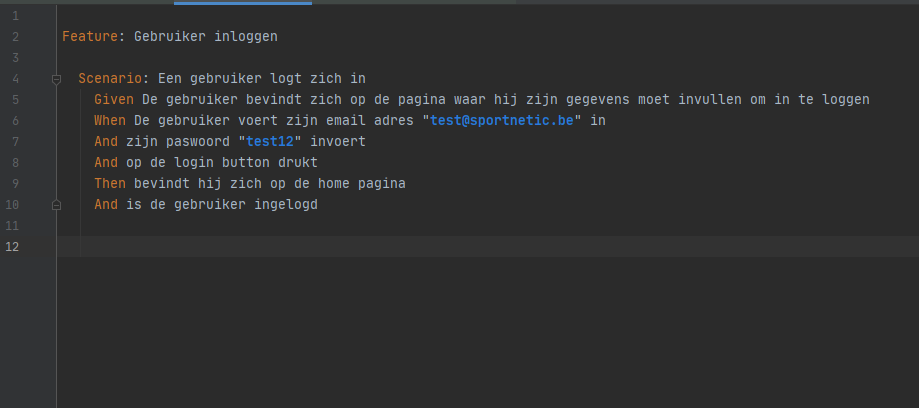 1
2 Feature: Gebruiker inloggen
3
4 Scenario: Een gebruiker logt zich in
5 Given De gebruiker bevindt zich op de pagina waar hij zijn gegevens moet invullen om in te loggen
6 When De gebruiker voert zijn email adres "test@sportnetic.be" in
7 And zijn paswoord "test12" invoert
8 And op de login button drukt
9 Then bevindt hij zich op de home pagina
10 And is de gebruiker ingelogd
11
12